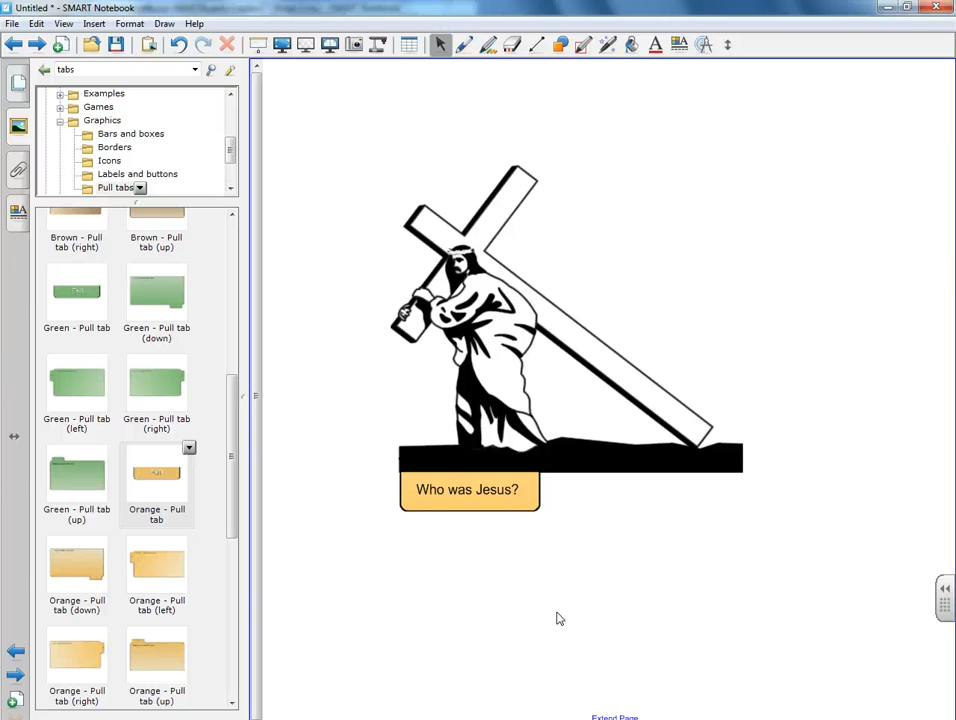 Untitled * - SMART Notebook
File Edit View Insert Format Draw Help
tabs
Examples
Games
Graphics
Bars and boxes
Borders
Icons
Labels and buttons
Pull tabs
Brown - Pull tab (right)
Brown - Pull tab (up)
Green - Pull tab
Green - Pull tab (down)
Green - Pull tab (left)
Green - Pull tab (right)
Green - Pull tab (up)
Orange - Pull tab
Orange - Pull tab (down)
Orange - Pull tab (left)
Orange - Pull tab (right)
Orange - Pull tab (up)
Who was Jesus?
Extend Page